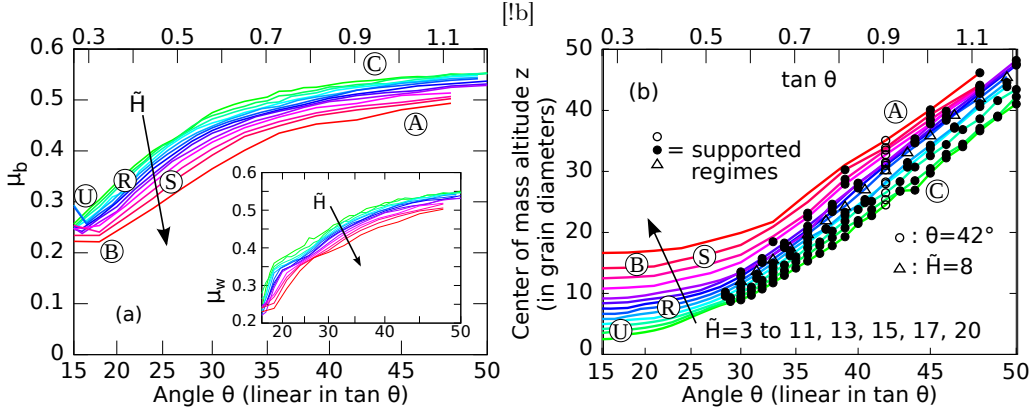 [!b]
0.3 0.5 0.7 0.9 1.1
0.6
0.5
0.4
0.3
0.2
0.1
0
μb
H̃
C
A
U
R
S
B
(a)
0.6
0.5
0.4
0.3
0.2
μw
H̃
20 30 40 50
15 20 25 30 35 40 45 50
Angle θ (linear in tan θ)
0.3 0.5 0.7 0.9 1.1
tan θ
50
40
30
20
10
0
Center of mass altitude z
(in grain diameters)
(b)
= supported
regimes
A
C
B
S
R
U
: θ=42°
: H̃=8
H̃=3 to 11, 13, 15, 17, 20
15 20 25 30 35 40 45 50
Angle θ (linear in tan θ)